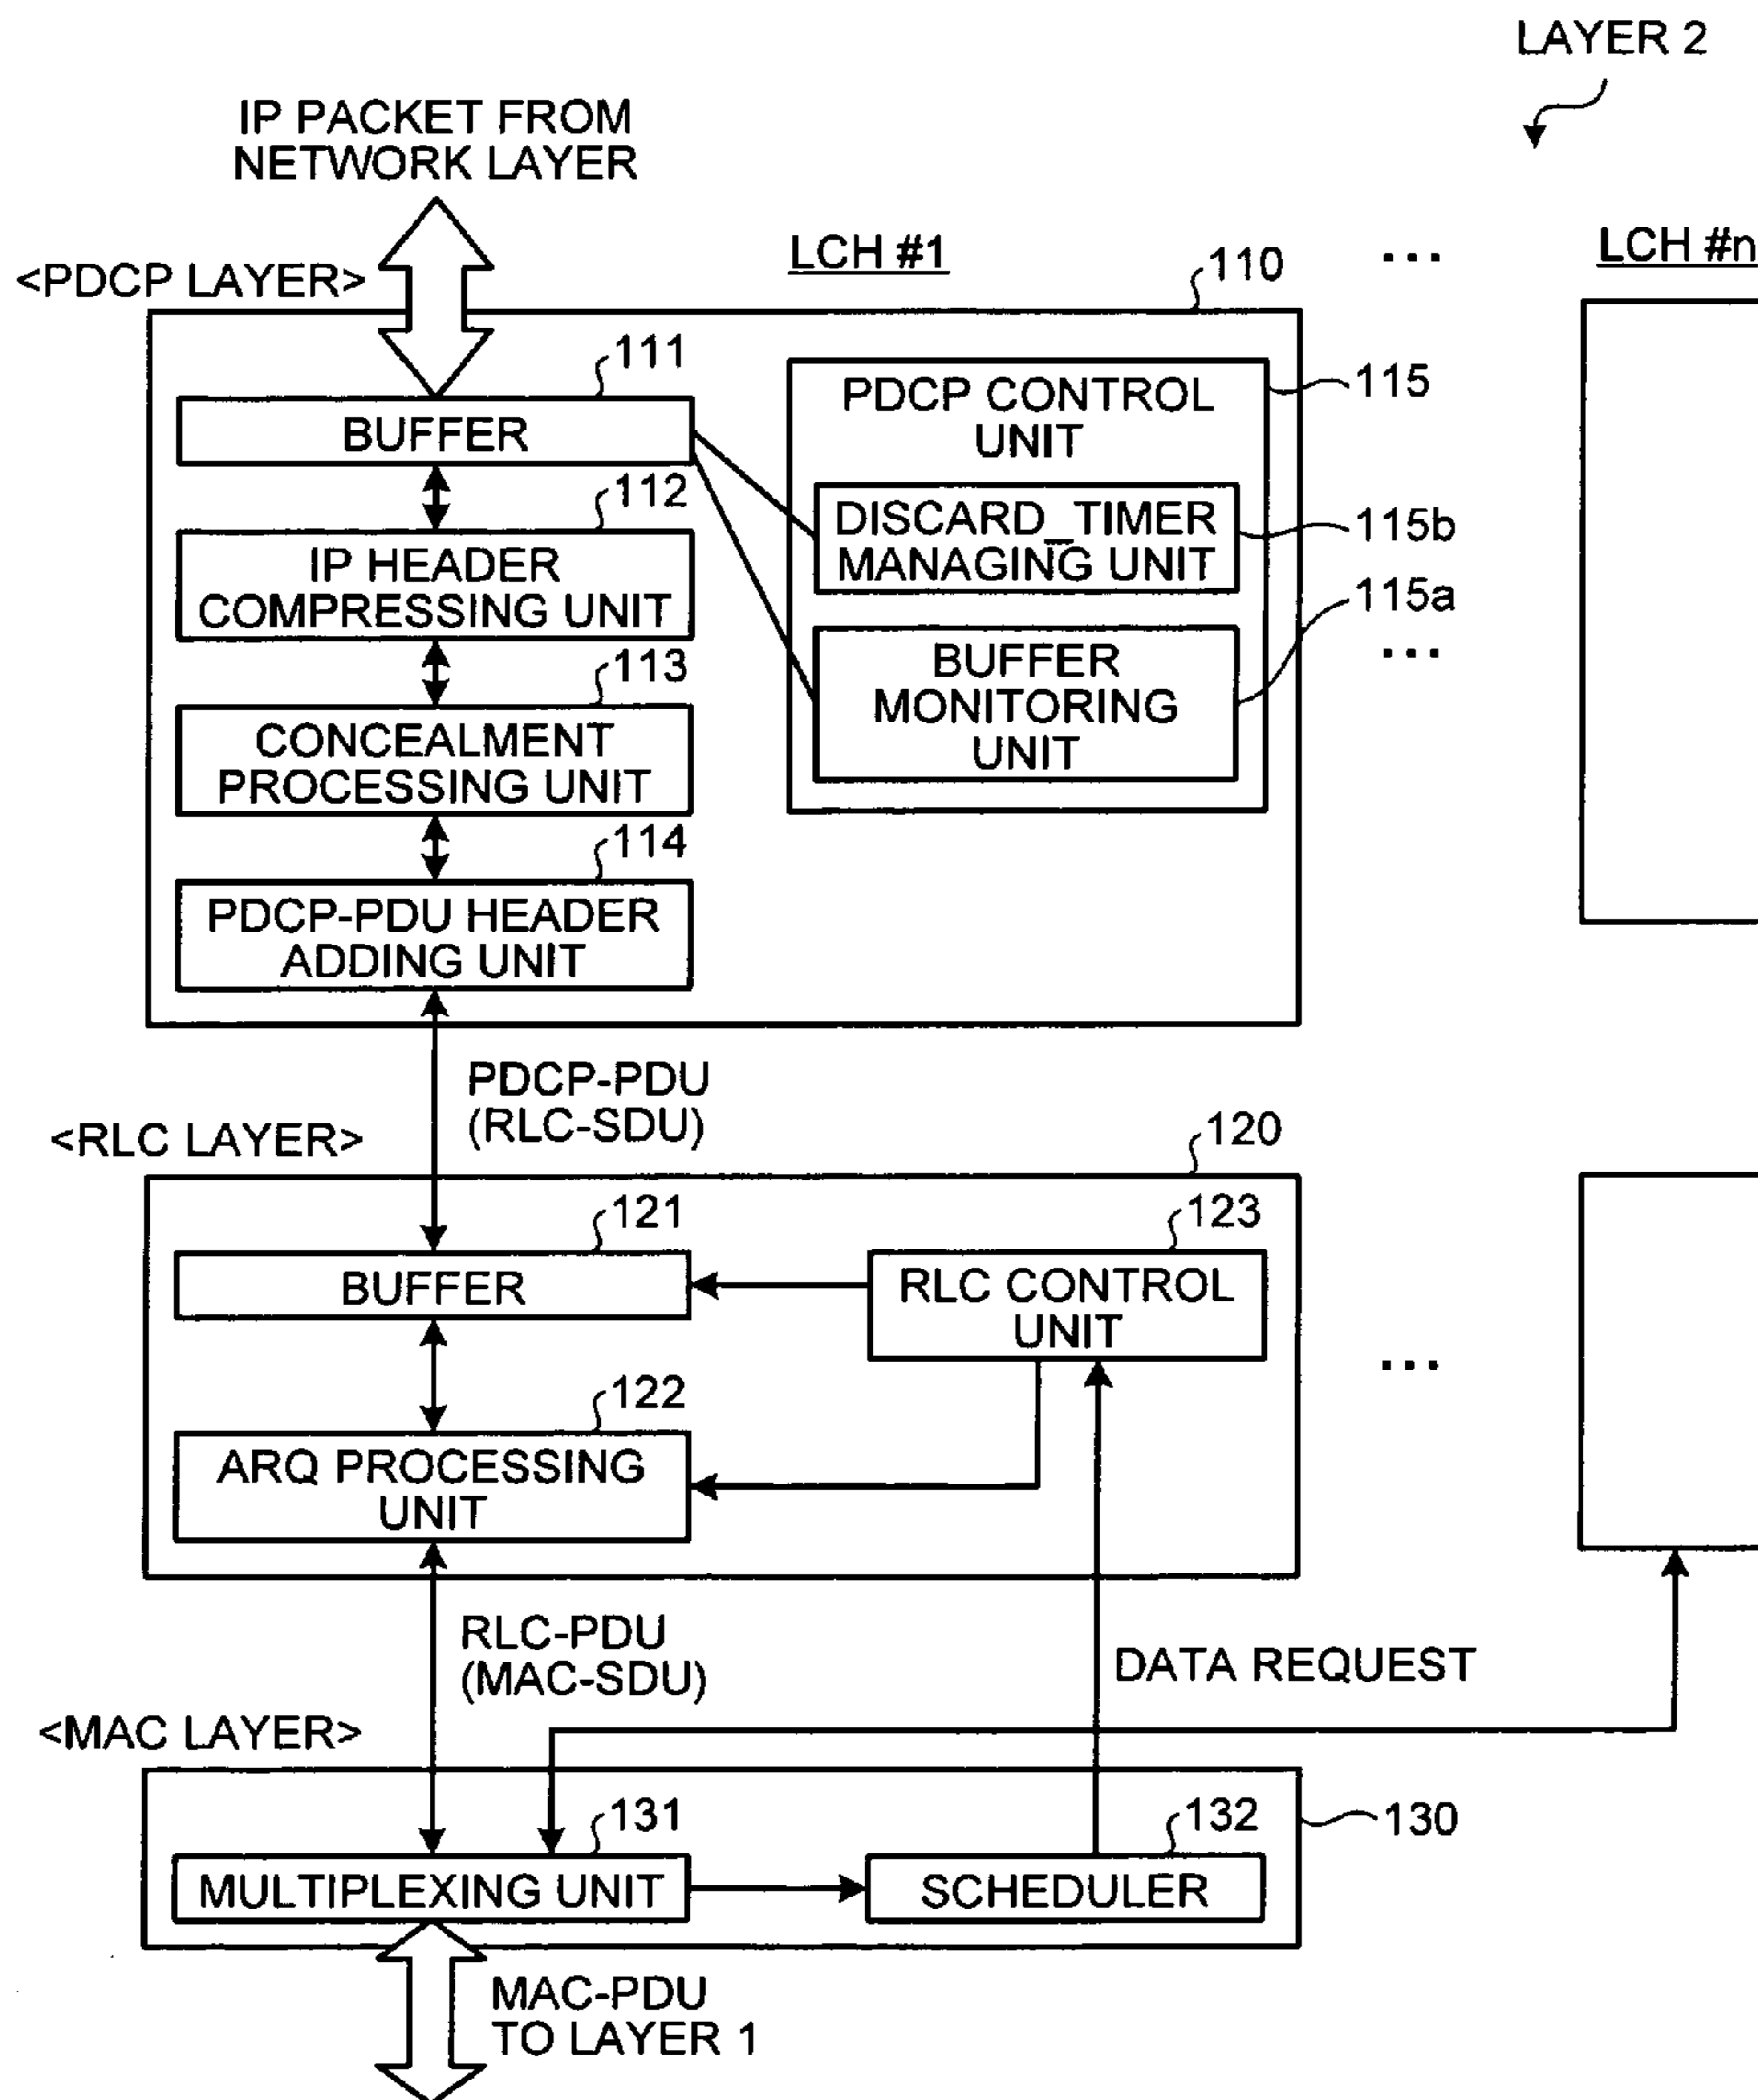 LAYER 2
IP PACKET FROM
NETWORK LAYER
LCH #1
...
LCH #n
<PDCP LAYER>
110
111
BUFFER
PDCP CONTROL
UNIT
115
112
DISCARD_TIMER
MANAGING UNIT
115b
IP HEADER
COMPRESSING UNIT
115a
113
BUFFER
MONITORING
UNIT
...
CONCEALMENT
PROCESSING UNIT
114
PDCP-PDU HEADER
ADDING UNIT
PDCP-PDU
(RLC-SDU)
<RLC LAYER>
120
121
BUFFER
123
RLC CONTROL
UNIT
...
122
ARQ PROCESSING
UNIT
RLC-PDU
(MAC-SDU)
DATA REQUEST
<MAC LAYER>
131
132
130
MULTIPLEXING UNIT
SCHEDULER
MAC-PDU
TO LAYER 1